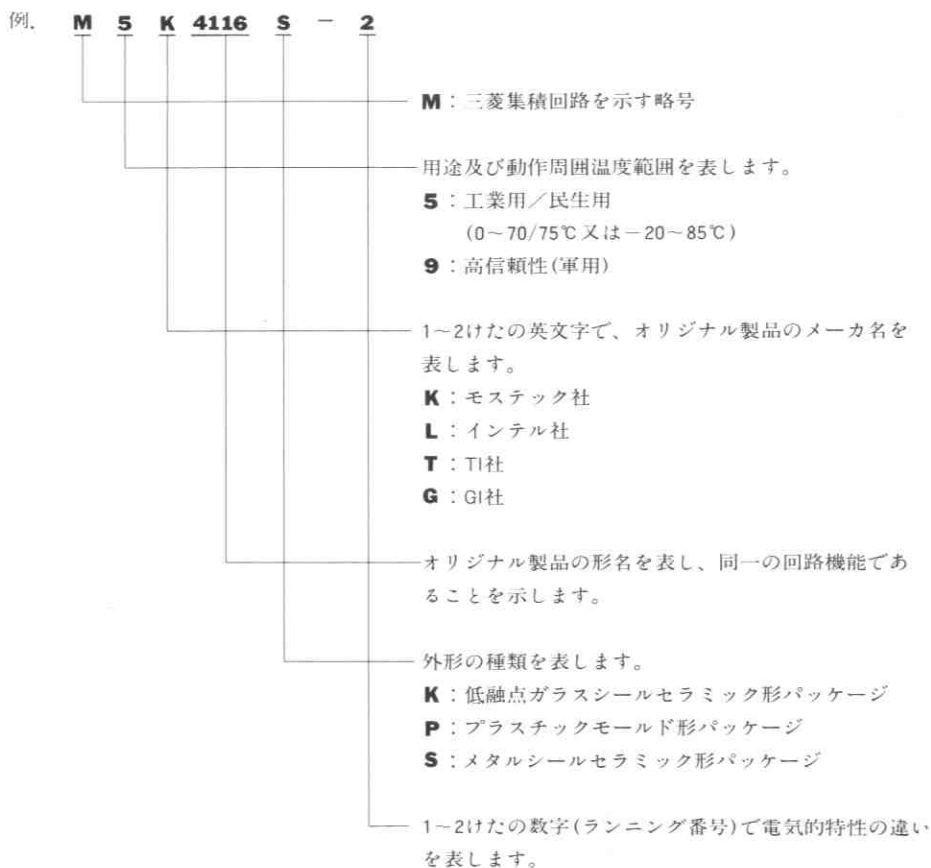 例. M 5 K 4116 S - 2
M：三菱集積回路を示す略号
用途及び動作周囲温度範囲を表します。
5：工業用／民生用
(0～70/75℃又は－20～85℃)
9：高信頼性(軍用)
1～2けたの英文字で、オリジナル製品のメーカ名を
表します。
K：モステック社
L：インテル社
T：TI社
G：GI社
オリジナル製品の形名を表し、同一の回路機能であ
ることを示します。
外形の種類を表します。
K：低融点ガラスシールセラミック形パッケージ
P：プラスチックモールド形パッケージ
S：メタルシールセラミック形パッケージ
1～2けたの数字(ランニング番号)で電気的特性の違い
を表します。